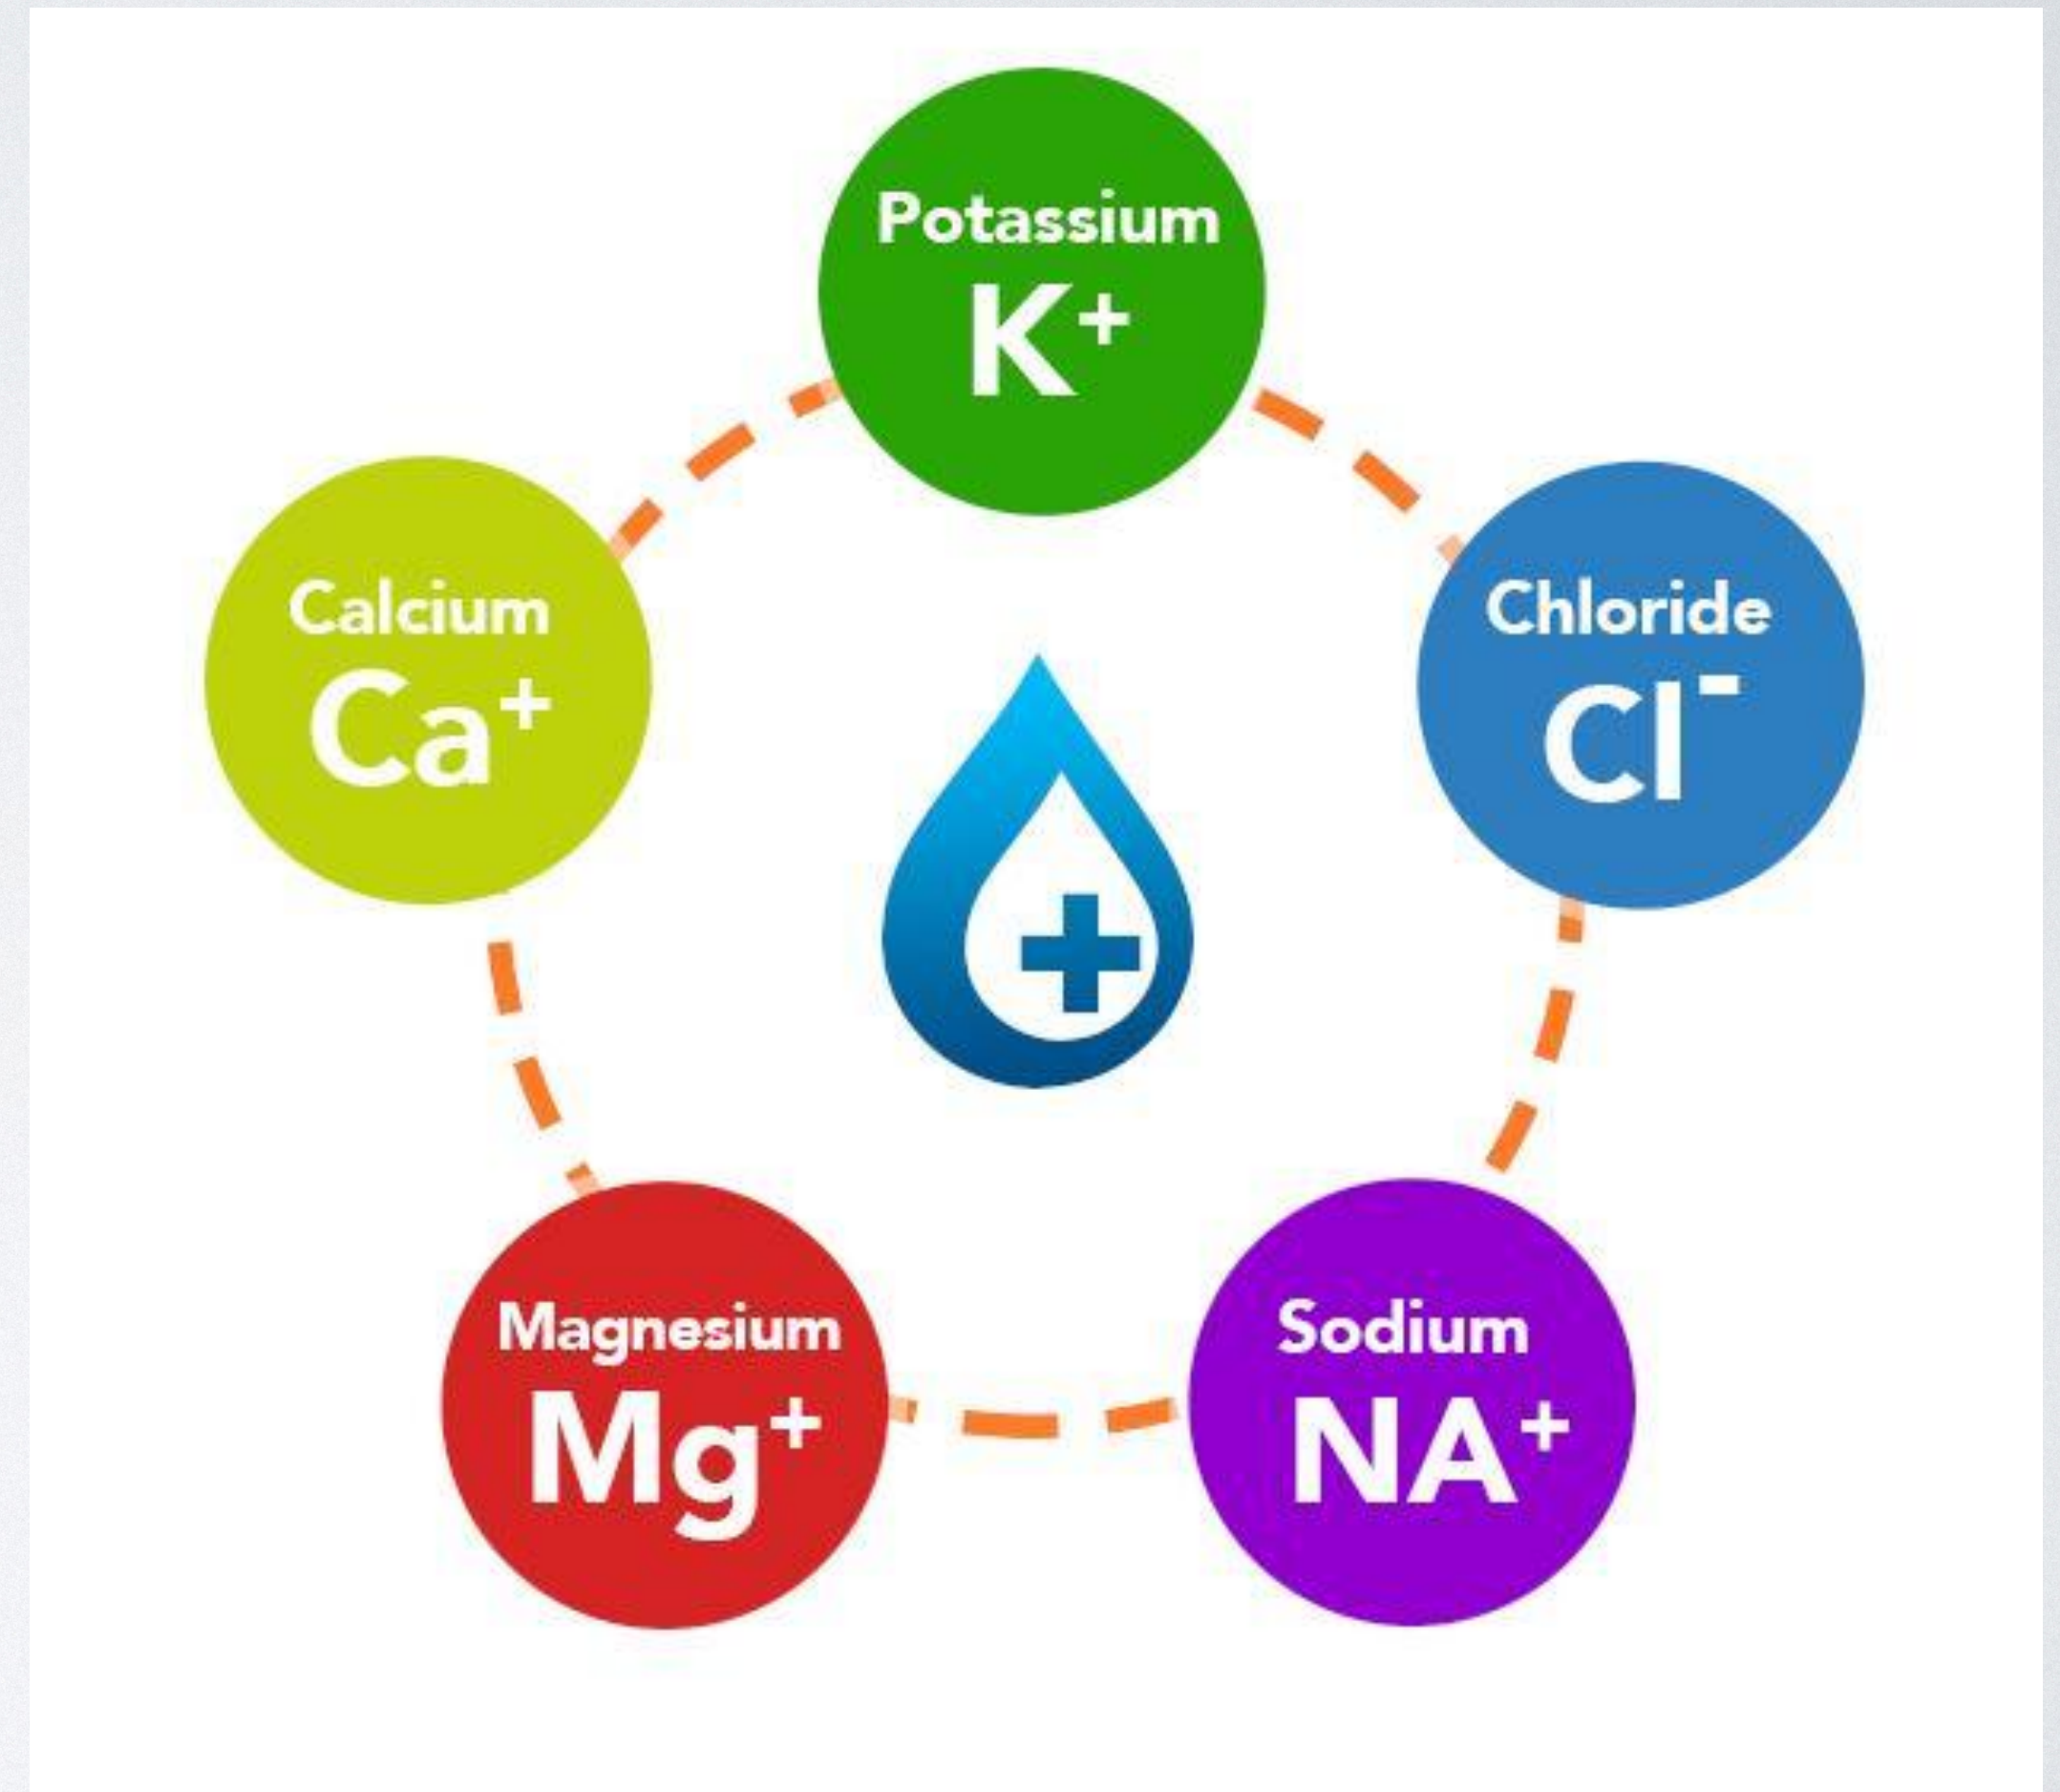 Potassium
K⁺
Calcium
Ca⁺
Chloride
Cl⁻
Magnesium
Mg⁺
Sodium
NA⁺